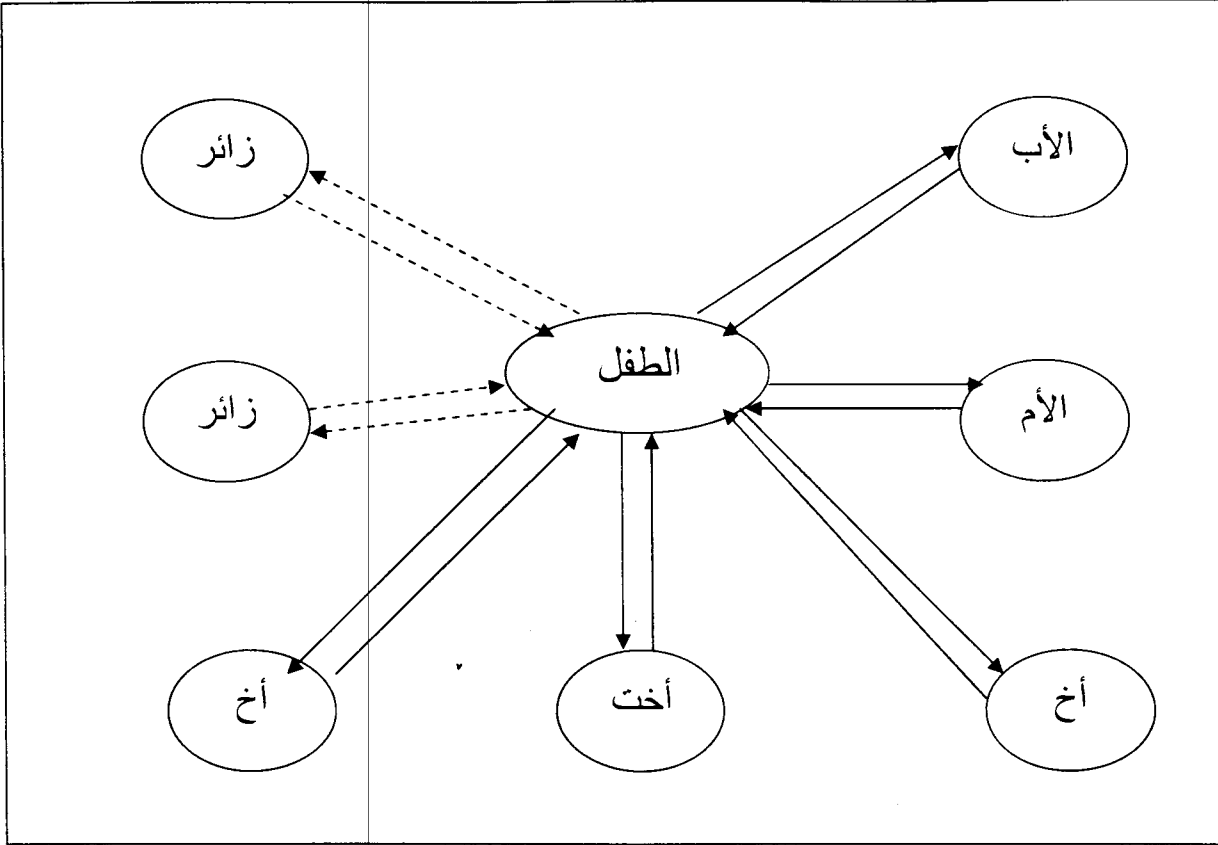 الأب
زائر
الطفل
الأم
زائر
أخ
أخت
أخ